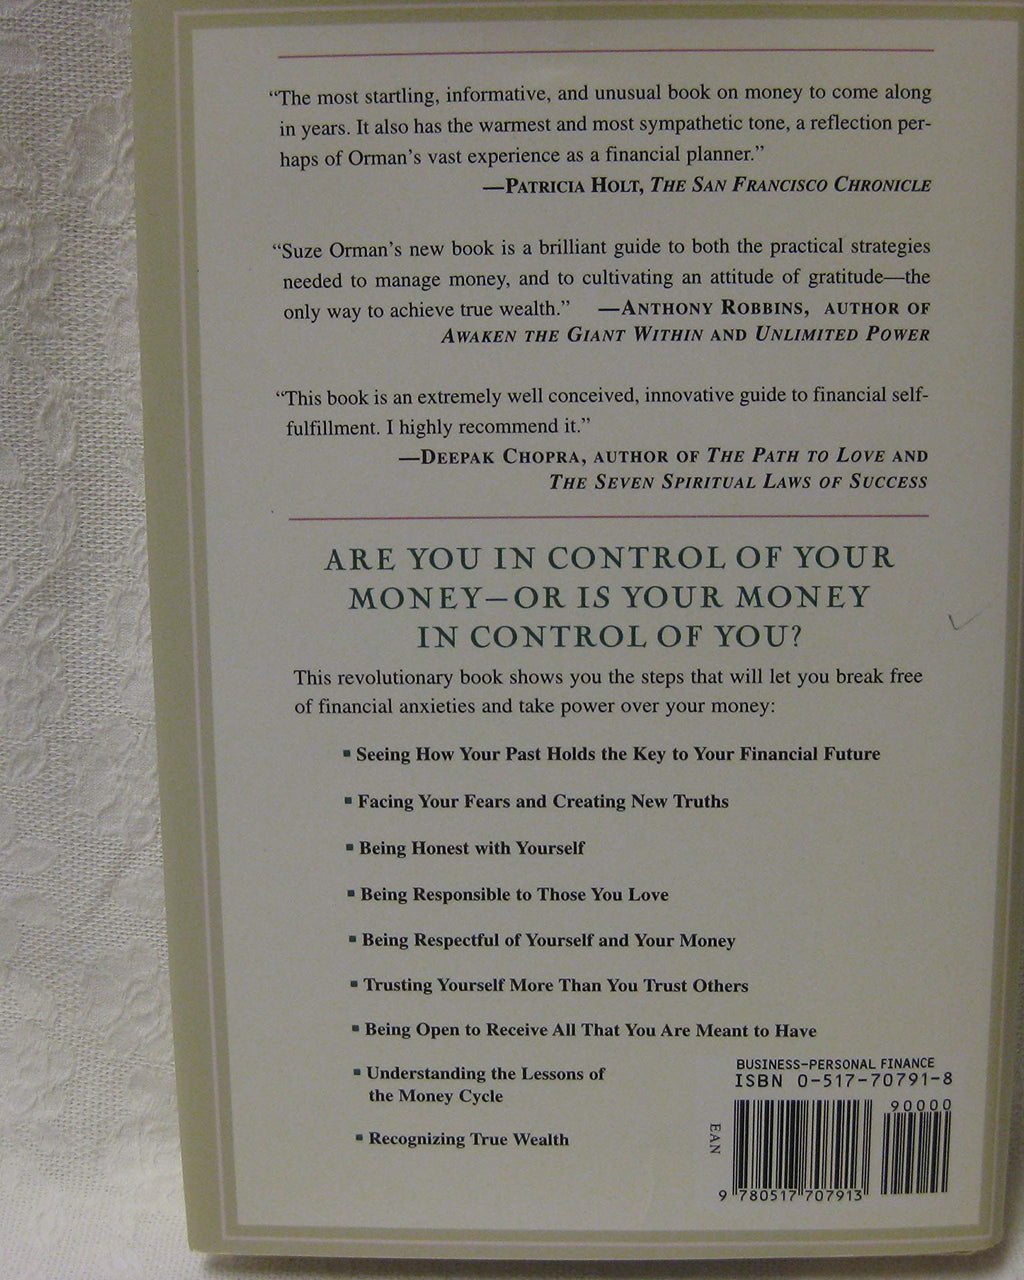 “The most startling, informative, and unusual book on money to come along
in years. It also has the warmest and most sympathetic tone, a reflection per-
haps of Orman’s vast experience as a financial planner.”
—PATRICIA HOLT, THE SAN FRANCISCO CHRONICLE
“Suze Orman’s new book is a brilliant guide to both the practical strategies
needed to manage money, and to cultivating an attitude of gratitude—the
only way to achieve true wealth.” —ANTHONY ROBBINS, AUTHOR OF
AWAKEN THE GIANT WITHIN AND UNLIMITED POWER
“This book is an extremely well conceived, innovative guide to financial self-
fulfillment. I highly recommend it.”
—DEEPAK CHOPRA, AUTHOR OF THE PATH TO LOVE AND
THE SEVEN SPIRITUAL LAWS OF SUCCESS
ARE YOU IN CONTROL OF YOUR
MONEY—OR IS YOUR MONEY
IN CONTROL OF YOU?
This revolutionary book shows you the steps that will let you break free
of financial anxieties and take power over your money:
▪ Seeing How Your Past Holds the Key to Your Financial Future
▪ Facing Your Fears and Creating New Truths
▪ Being Honest with Yourself
▪ Being Responsible to Those You Love
▪ Being Respectful of Yourself and Your Money
▪ Trusting Yourself More Than You Trust Others
▪ Being Open to Receive All That You Are Meant to Have
▪ Understanding the Lessons of
the Money Cycle
▪ Recognizing True Wealth
BUSINESS–PERSONAL FINANCE
ISBN 0-517-70791-8
90000
EAN
9 780517 707913